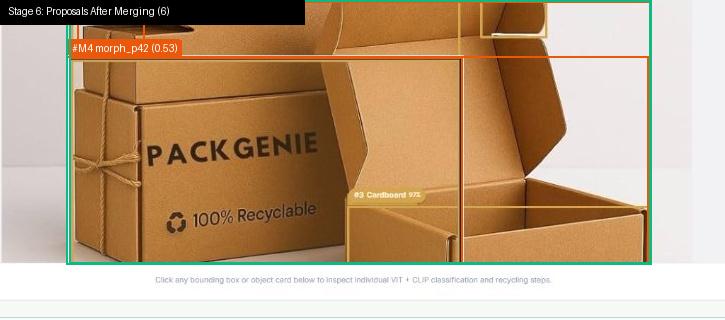 Stage 6: Proposals After Merging (6)
#M4 morph_p42 (0.53)
PACKGENIE
#3 Cardboard 97%
100% Recyclable
Click any bounding box or object card below to inspect individual VIT + CLIP classification and recycling steps.